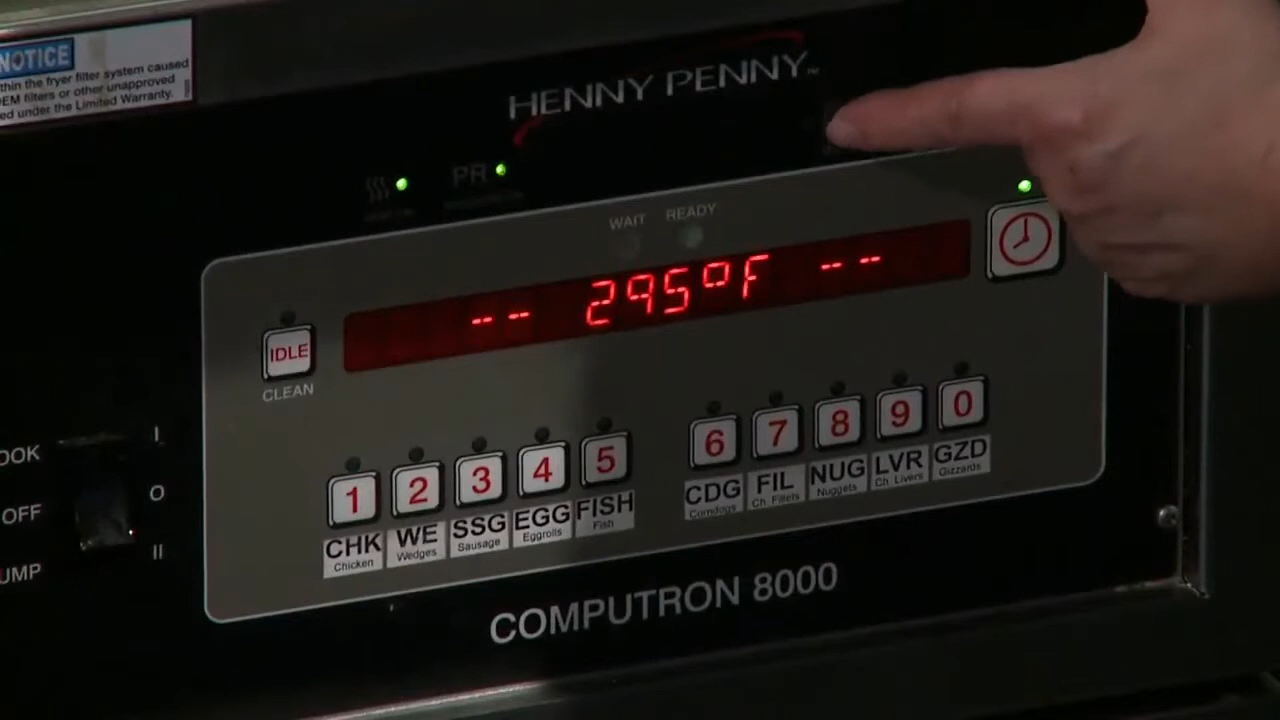 NOTICE
thin the fryer filter system caused
EM filters or other unapproved
ed under the Limited Warranty.
HENNY PENNY™
PR
WAIT READY
-- 295°F --
IDLE
CLEAN
1 2 3 4 5 6 7 8 9 0
CHK WE SSG EGG FISH CDG FIL NUG LVR GZD
Chicken Wedges Sausage Eggrolls Fish Corndogs Ch. Fillets Nuggets Ch. Livers Gizzards
OOK I
OFF O
UMP II
COMPUTRON 8000